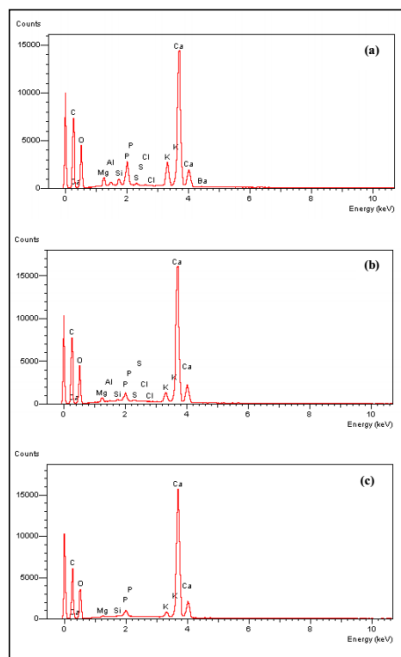 Counts
(a)
Ca
15000
10000
C
O
5000
P
Al
Cl
S
P
K
K
Ca
Mg
Si
S
Cl
Ba
0
0 2 4 6 8 10
Energy (keV)
Counts
(b)
Ca
15000
10000
C
O
5000
S
P
Al
Cl
K
Ca
Mg
Si
P
S
Cl
K
0
0 2 4 6 8 10
Energy (keV)
Counts
(c)
Ca
15000
10000
C
O
5000
P
K
Ca
Mg
Si
P
K
0
0 2 4 6 8 10
Energy (keV)